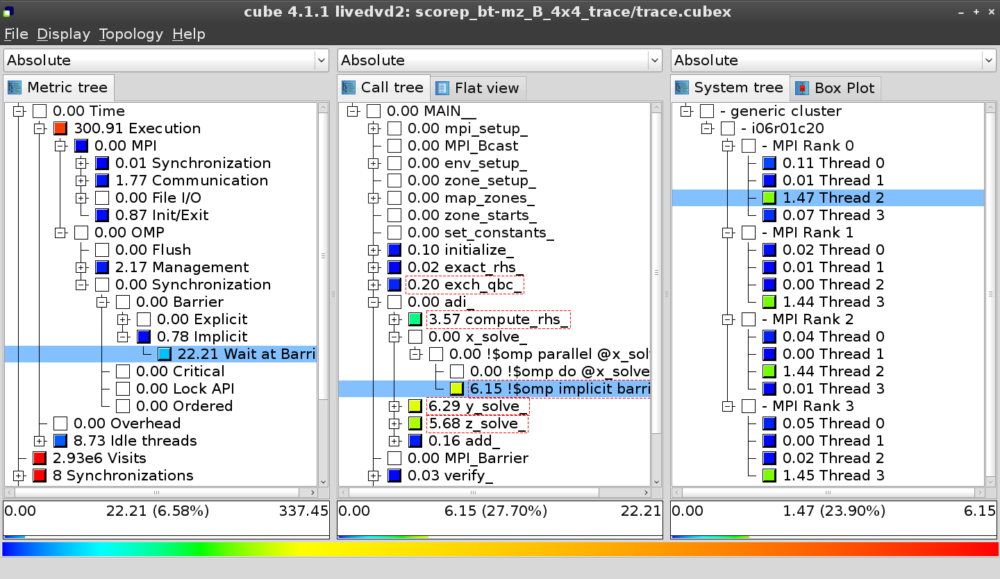 cube 4.1.1 livedvd2: scorep_bt-mz_B_4x4_trace/trace.cubex
File Display Topology Help
Absolute
Metric tree
0.00 Time
300.91 Execution
0.00 MPI
0.01 Synchronization
1.77 Communication
0.00 File I/O
0.87 Init/Exit
0.00 OMP
0.00 Flush
2.17 Management
0.00 Synchronization
0.00 Barrier
0.00 Explicit
0.78 Implicit
22.21 Wait at Barri
0.00 Critical
0.00 Lock API
0.00 Ordered
0.00 Overhead
8.73 Idle threads
2.93e6 Visits
8 Synchronizations
0.00 22.21 (6.58%) 337.45
Absolute
Call tree Flat view
0.00 MAIN__
0.00 mpi_setup_
0.00 MPI_Bcast
0.00 env_setup_
0.00 zone_setup_
0.00 map_zones_
0.00 zone_starts_
0.00 set_constants_
0.10 initialize_
0.02 exact_rhs_
0.20 exch_qbc_
0.00 adi_
3.57 compute_rhs_
0.00 x_solve_
0.00 !$omp parallel @x_sol
0.00 !$omp do @x_solve
6.15 !$omp implicit barri
6.29 y_solve_
5.68 z_solve_
0.16 add_
0.00 MPI_Barrier
0.03 verify_
0.00 6.15 (27.70%) 22.21
Absolute
System tree Box Plot
- generic cluster
- i06r01c20
- MPI Rank 0
0.11 Thread 0
0.01 Thread 1
1.47 Thread 2
0.07 Thread 3
- MPI Rank 1
0.02 Thread 0
0.01 Thread 1
0.00 Thread 2
1.44 Thread 3
- MPI Rank 2
0.04 Thread 0
0.00 Thread 1
1.44 Thread 2
0.01 Thread 3
- MPI Rank 3
0.05 Thread 0
0.00 Thread 1
0.02 Thread 2
1.45 Thread 3
0.00 1.47 (23.90%) 6.15